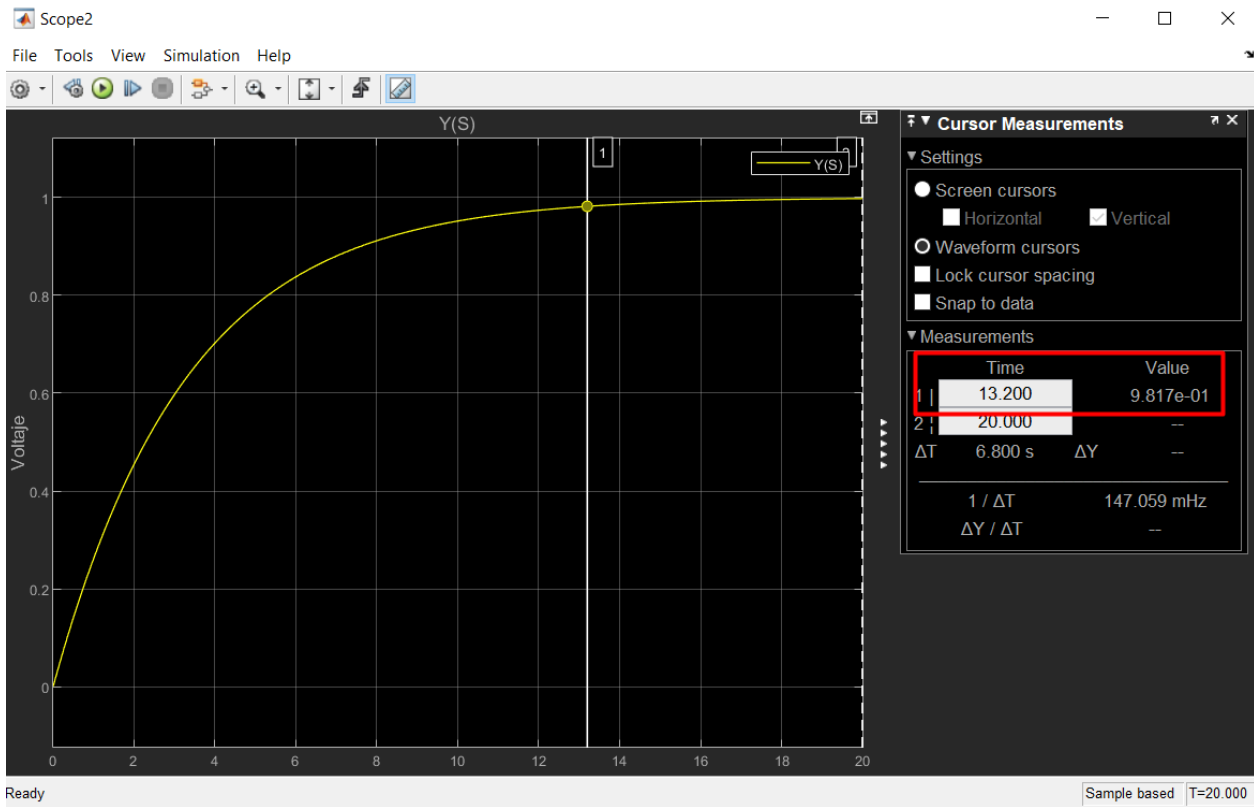 Scope2
File Tools View Simulation Help
Y(S)
1
Y(S)
1
0.8
0.6
0.4
0.2
0
Voltaje
0 2 4 6 8 10 12 14 16 18 20
Cursor Measurements
Settings
Screen cursors
Horizontal Vertical
Waveform cursors
Lock cursor spacing
Snap to data
Measurements
Time Value
1 | 13.200 9.817e-01
2 ¦ 20.000 --
ΔT 6.800 s ΔY --
1 / ΔT 147.059 mHz
ΔY / ΔT --
Ready
Sample based T=20.000